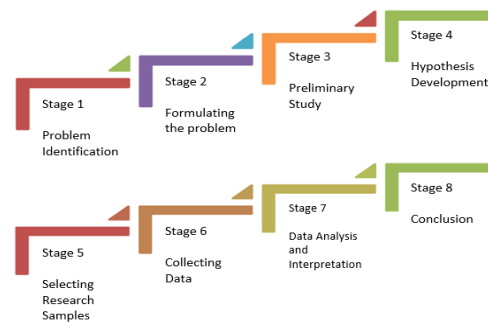 Stage 1
Problem
Identification
Stage 2
Formulating
the problem
Stage 3
Preliminary
Study
Stage 4
Hypothesis
Development
Stage 5
Selecting
Research
Samples
Stage 6
Collecting
Data
Stage 7
Data Analysis
and
Interpretation
Stage 8
Conclusion